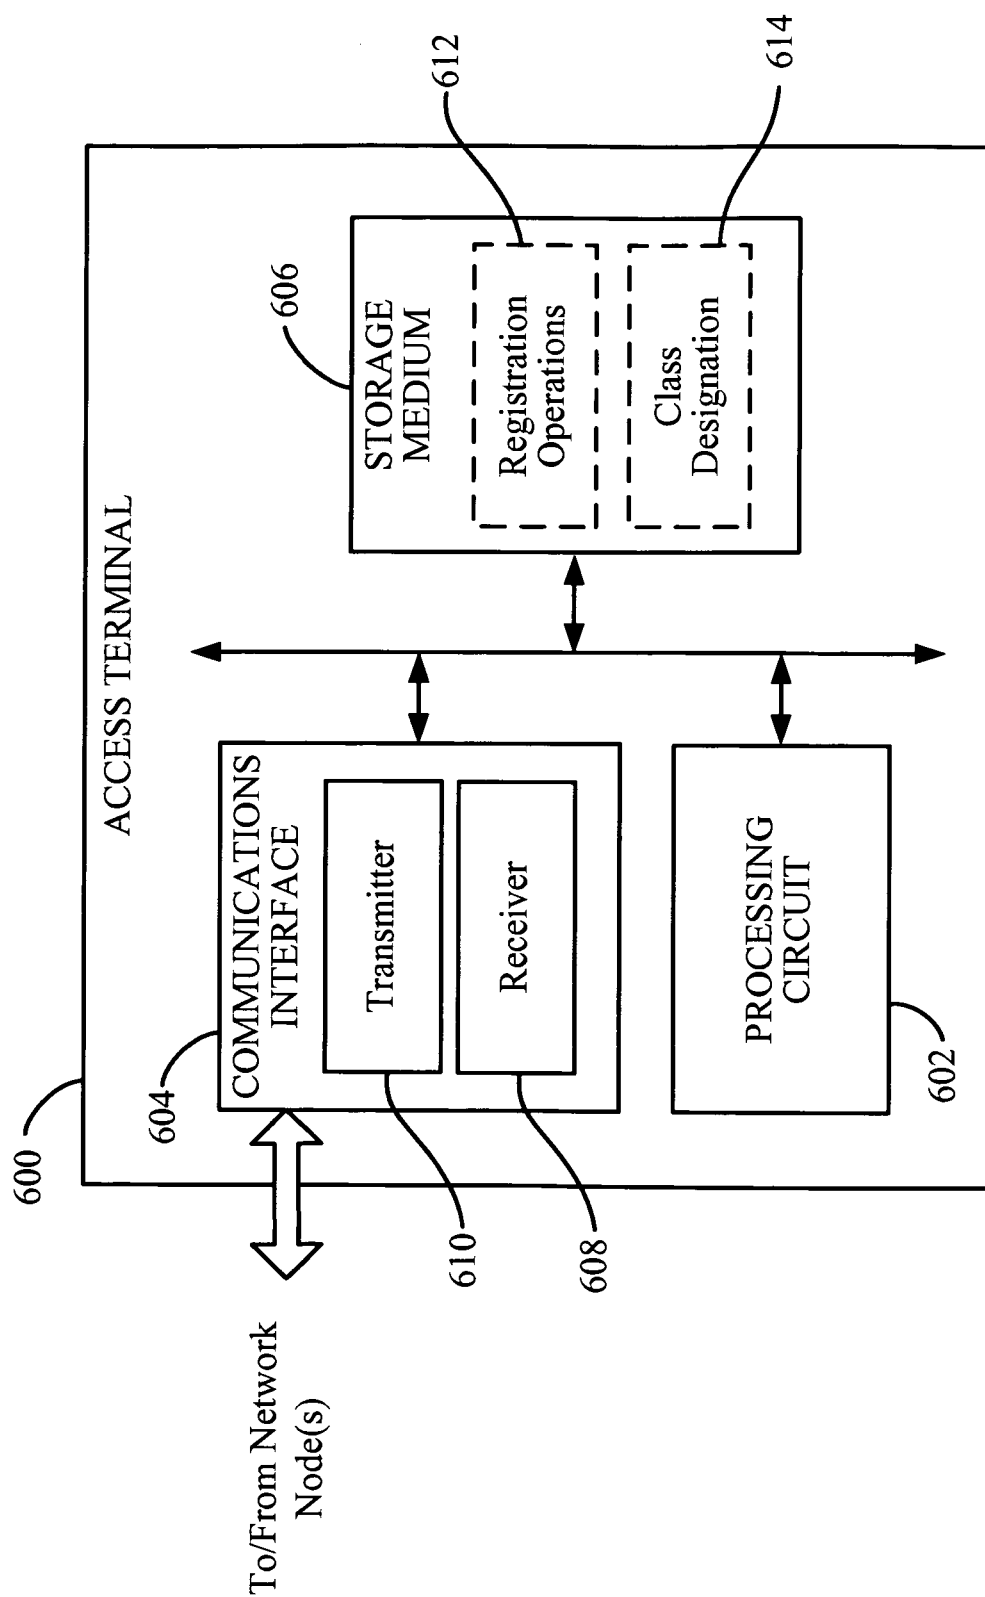 600
ACCESS TERMINAL
604
COMMUNICATIONS
INTERFACE
Transmitter
Receiver
610
608
To/From Network
Node(s)
606
STORAGE
MEDIUM
Registration
Operations
Class
Designation
612
614
PROCESSING
CIRCUIT
602